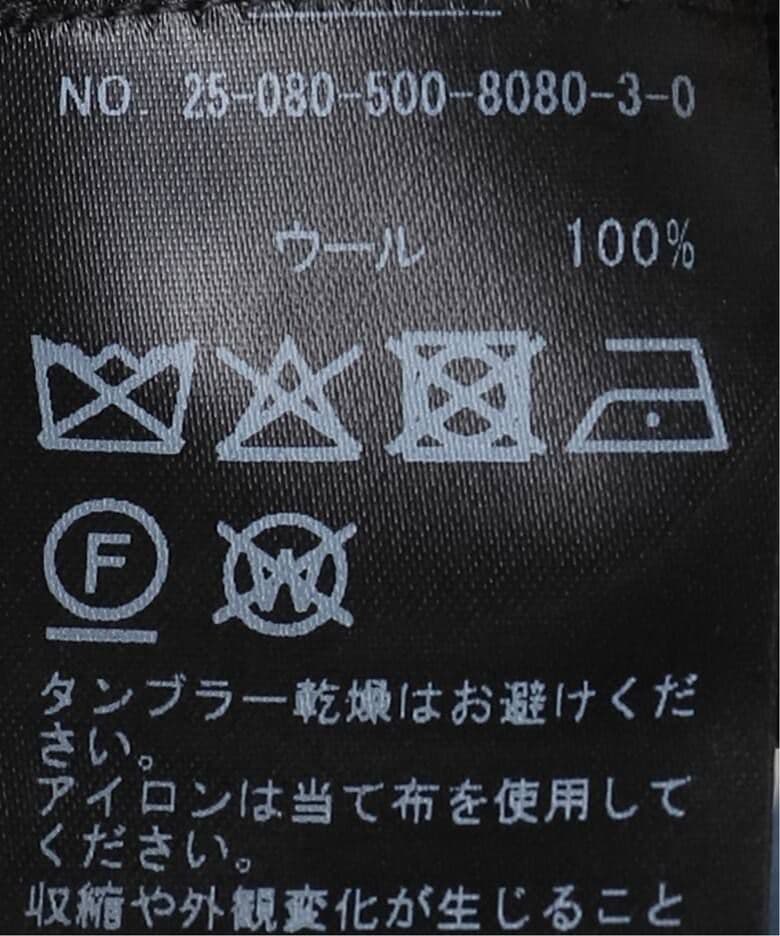 NO. 25-080-500-8080-3-0
ウール 100%
F
W
タンブラー乾燥はお避けくだ
さい。
アイロンは当て布を使用して
ください。
収縮や外観変化が生じること